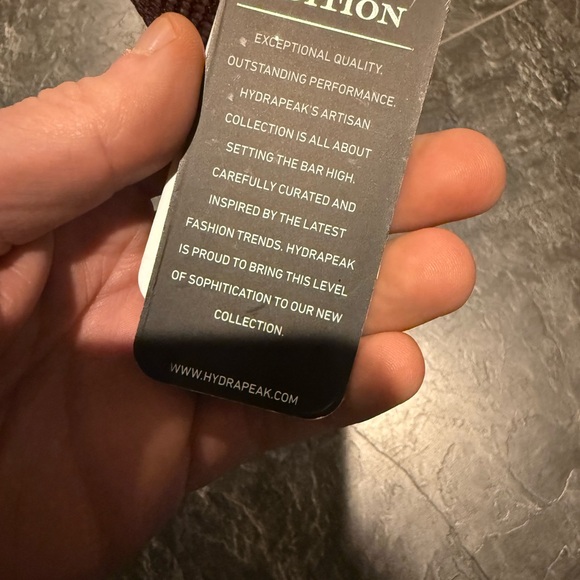 EXCEPTIONAL QUALITY.
OUTSTANDING PERFORMANCE.
HYDRAPEAK'S ARTISAN
COLLECTION IS ALL ABOUT
SETTING THE BAR HIGH.
CAREFULLY CURATED AND
INSPIRED BY THE LATEST
FASHION TRENDS. HYDRAPEAK
IS PROUD TO BRING THIS LEVEL
OF SOPHITICATION TO OUR NEW
COLLECTION.
WWW.HYDRAPEAK.COM